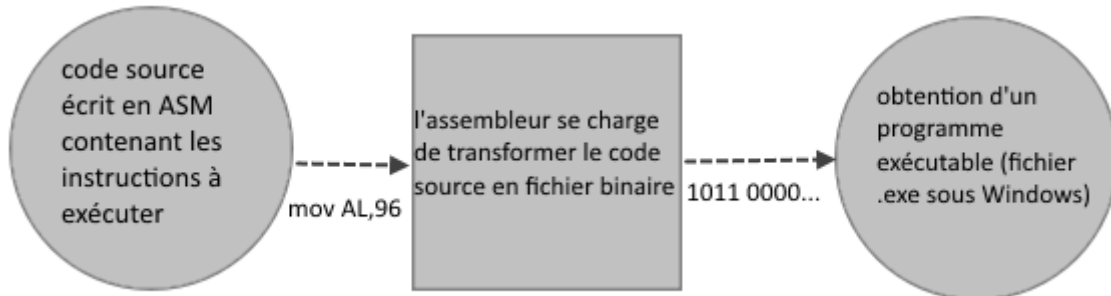 code source
écrit en ASM
contenant les
instructions à
exécuter
mov AL,96
l'assembleur se charge
de transformer le code
source en fichier binaire
1011 0000...
obtention d'un
programme
exécutable (fichier
.exe sous Windows)